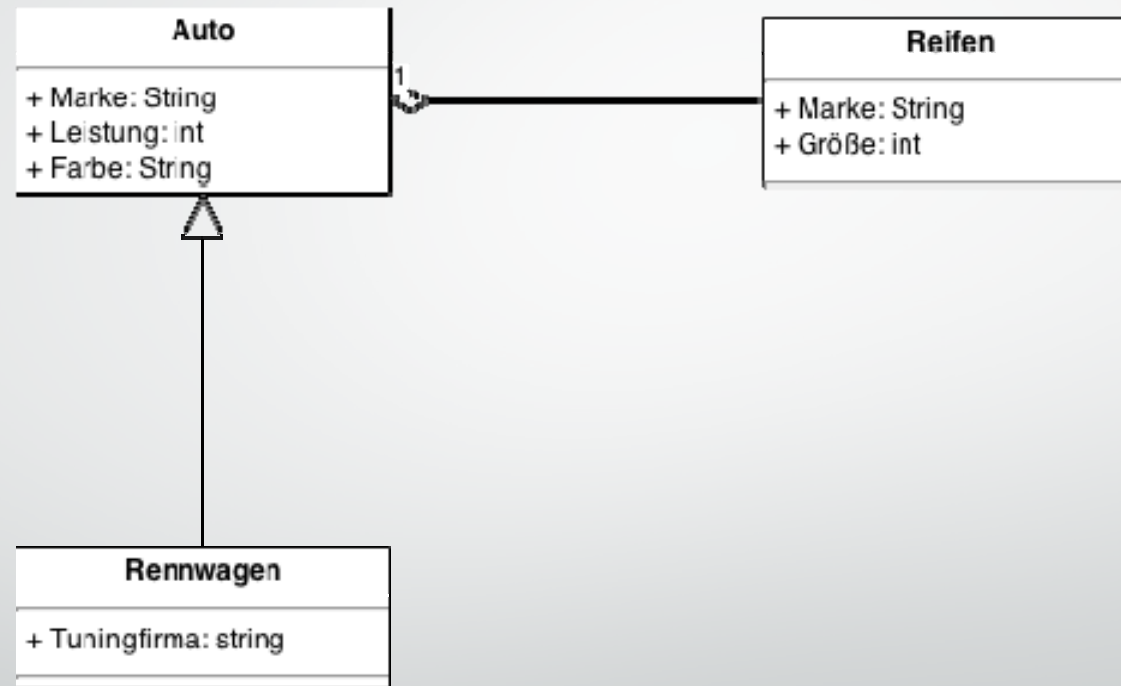 Auto
+ Marke: String
+ Leistung: int
+ Farbe: String
1
Reifen
+ Marke: String
+ Größe: int
Rennwagen
+ Tuningfirma: string